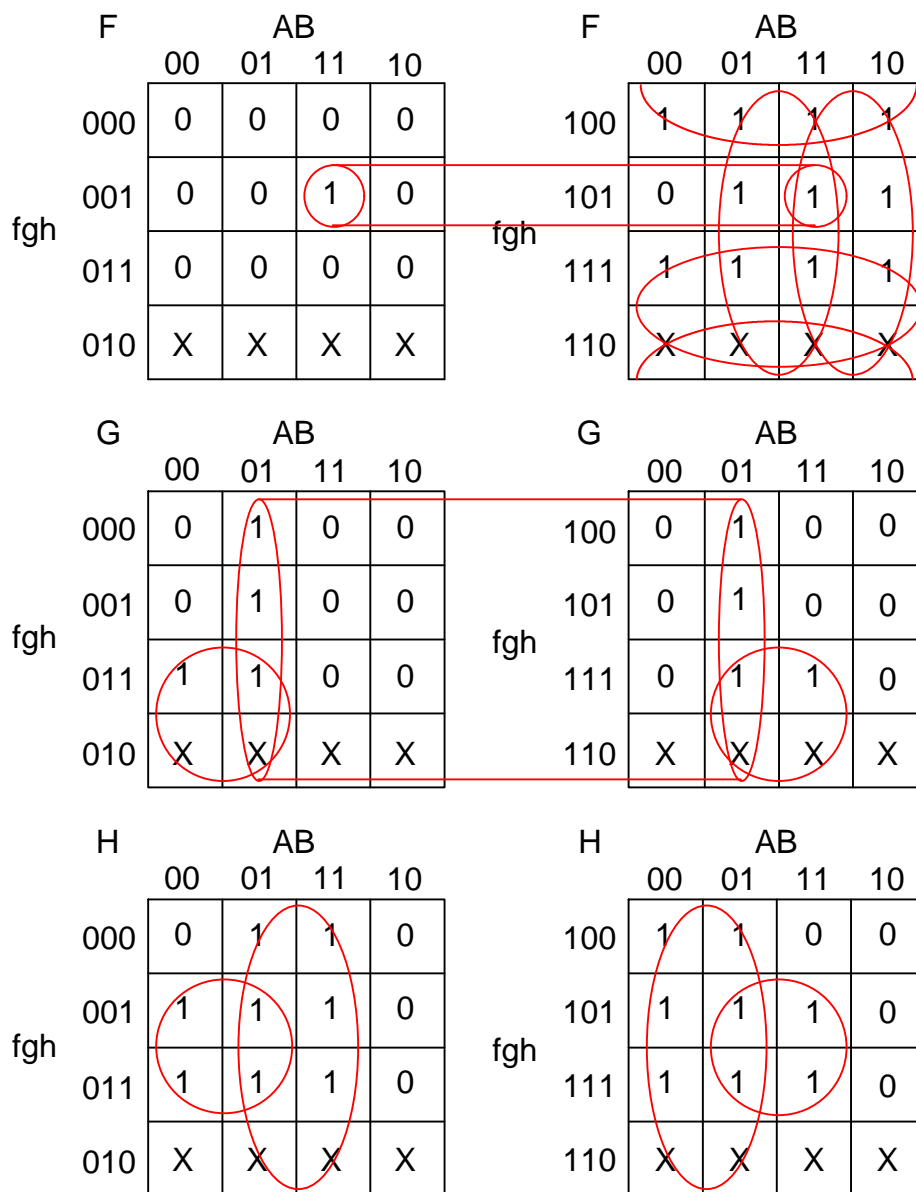 F AB F AB
00 01 11 10 00 01 11 10
000 0 0 0 0 100 1 1 1 1
001 0 0 1 0 101 0 1 1 1
fgh fgh
011 0 0 0 0 111 1 1 1 1
010 X X X X 110 X X X X
G AB G AB
00 01 11 10 00 01 11 10
000 0 1 0 0 100 0 1 0 0
001 0 1 0 0 101 0 1 0 0
fgh fgh
011 1 1 0 0 111 0 1 1 0
010 X X X X 110 X X X X
H AB H AB
00 01 11 10 00 01 11 10
000 0 1 1 0 100 1 1 0 0
001 1 1 1 0 101 1 1 1 0
fgh fgh
011 1 1 1 0 111 1 1 1 0
010 X X X X 110 X X X X